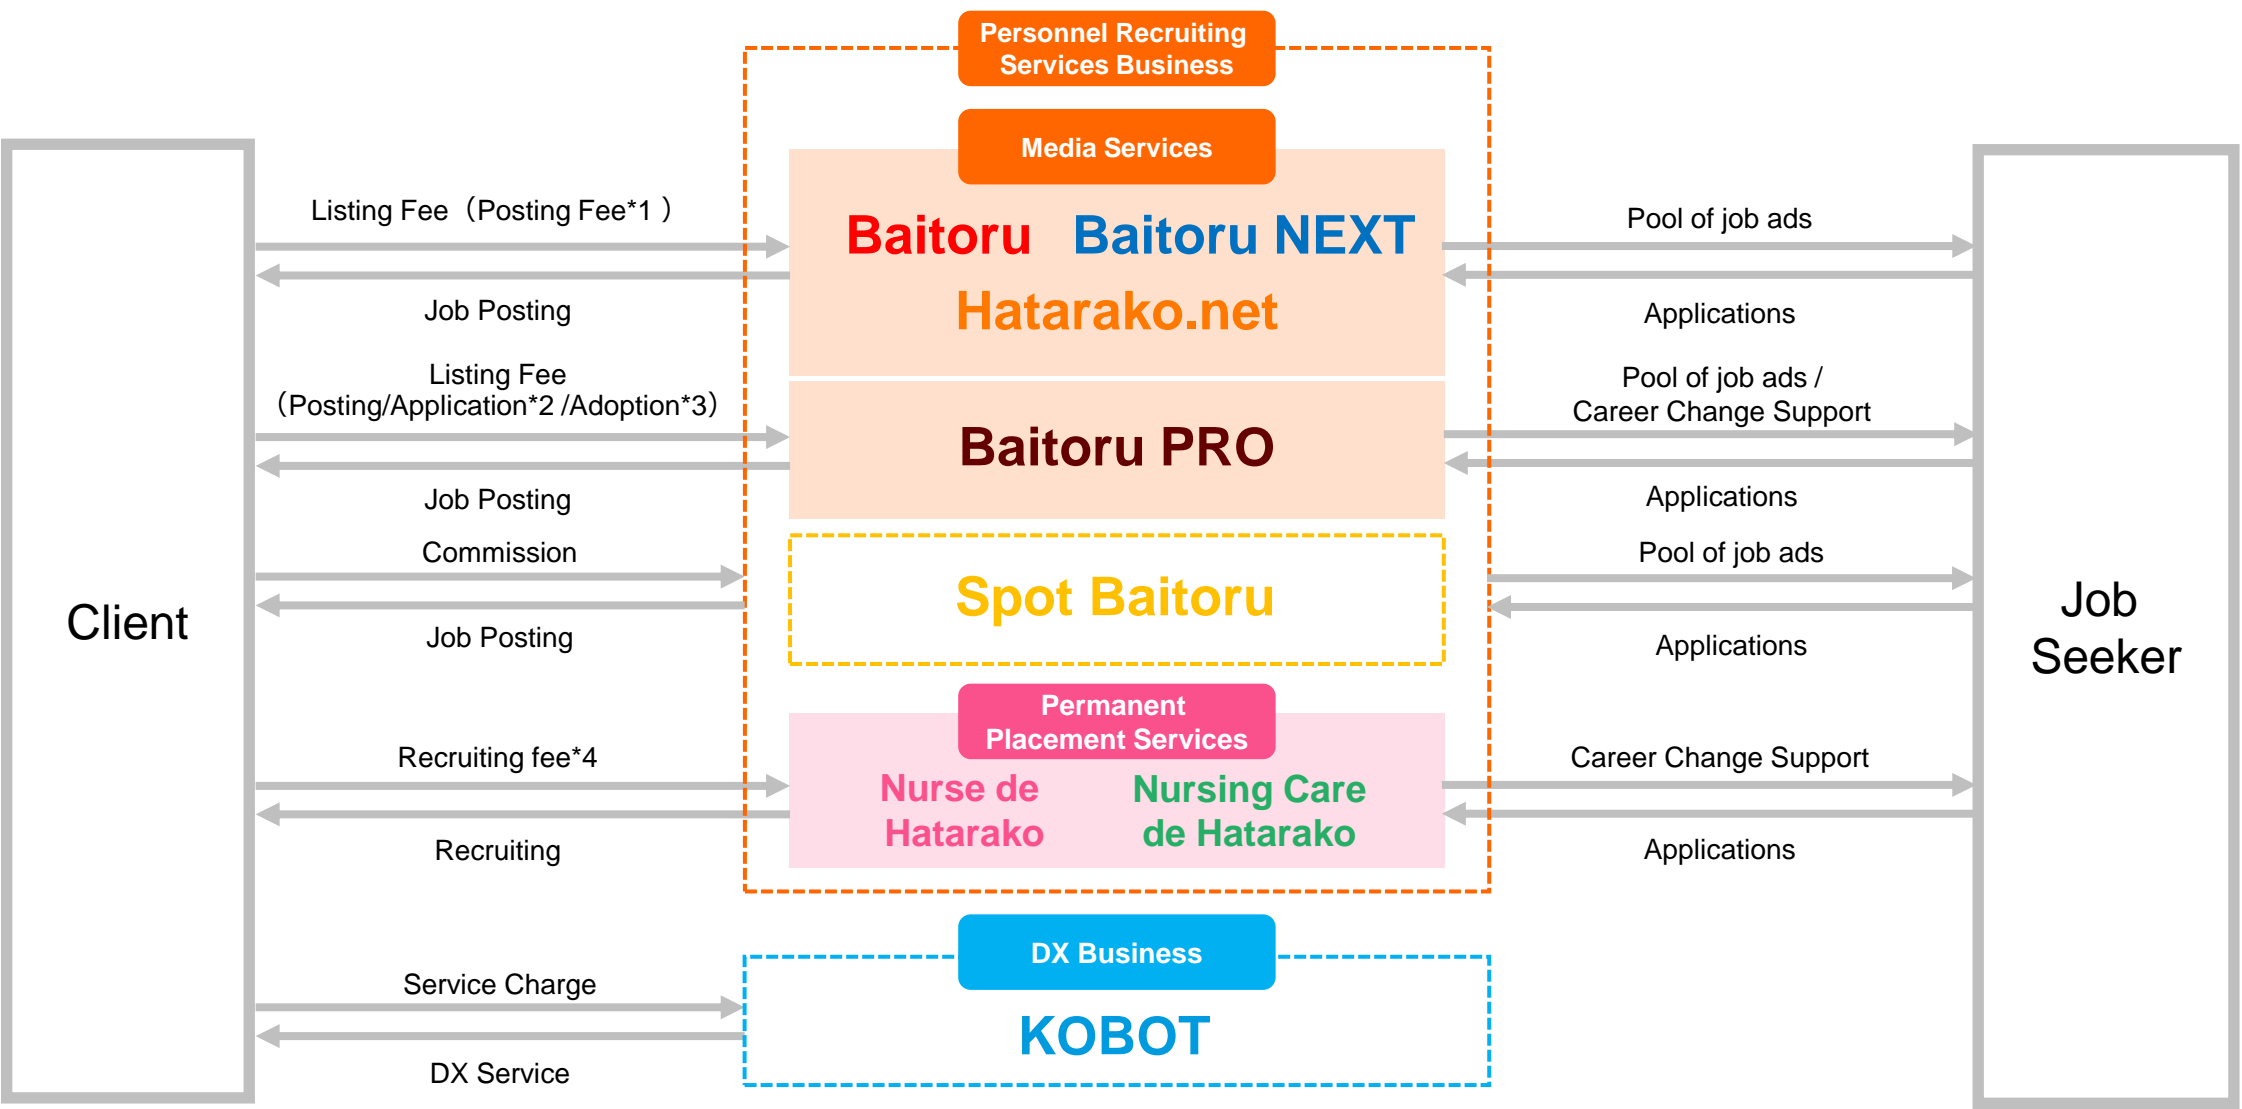 Personnel Recruiting
Services Business
Media Services
Listing Fee（Posting Fee*1 ）
Baitoru
Baitoru NEXT
Pool of job ads
Job Posting
Hatarako.net
Applications
Listing Fee
（Posting/Application*2 /Adoption*3）
Baitoru PRO
Pool of job ads /
Career Change Support
Job Posting
Applications
Commission
Spot Baitoru
Pool of job ads
Job Posting
Applications
Client
Job
Seeker
Permanent
Placement Services
Recruiting fee*4
Nurse de
Hatarako
Nursing Care
de Hatarako
Career Change Support
Recruiting
Applications
DX Business
Service Charge
KOBOT
DX Service